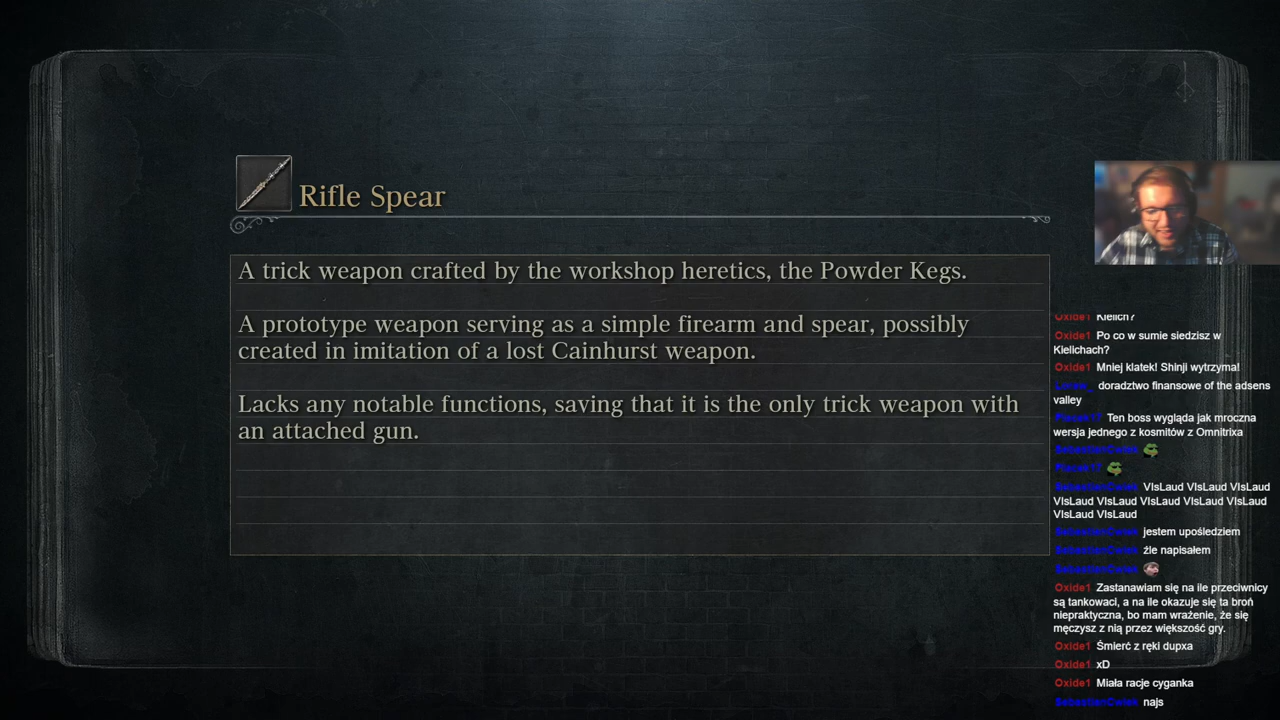 Rifle Spear
A trick weapon crafted by the workshop heretics, the Powder Kegs.
A prototype weapon serving as a simple firearm and spear, possibly
created in imitation of a lost Cainhurst weapon.
Lacks any notable functions, saving that it is the only trick weapon with
an attached gun.
Oxide1 Kielich?
Oxide1 Po co w sumie siedzisz w
Kielichach?
Oxide1 Mniej klatek! Shinji wytrzyma!
doradztwo finansowe of the adsens
valley
Ten boss wygląda jak mroczna
wersja jednego z kosmitów z Omnitrixa
VIsLaud VIsLaud VIsLaud
VIsLaud VIsLaud VIsLaud VIsLaud VIsLaud
VIsLaud VIsLaud
jestem upośledziem
źle napisałem
Oxide1 Zastanawiam się na ile przeciwnicy
są tankowaci, a na ile okazuje się ta broń
niepraktyczna, bo mam wrażenie, że się
męczysz z nią przez większość gry.
Oxide1 Śmierć z ręki dupxa
Oxide1 xD
Oxide1 Miała racje cyganka
najs